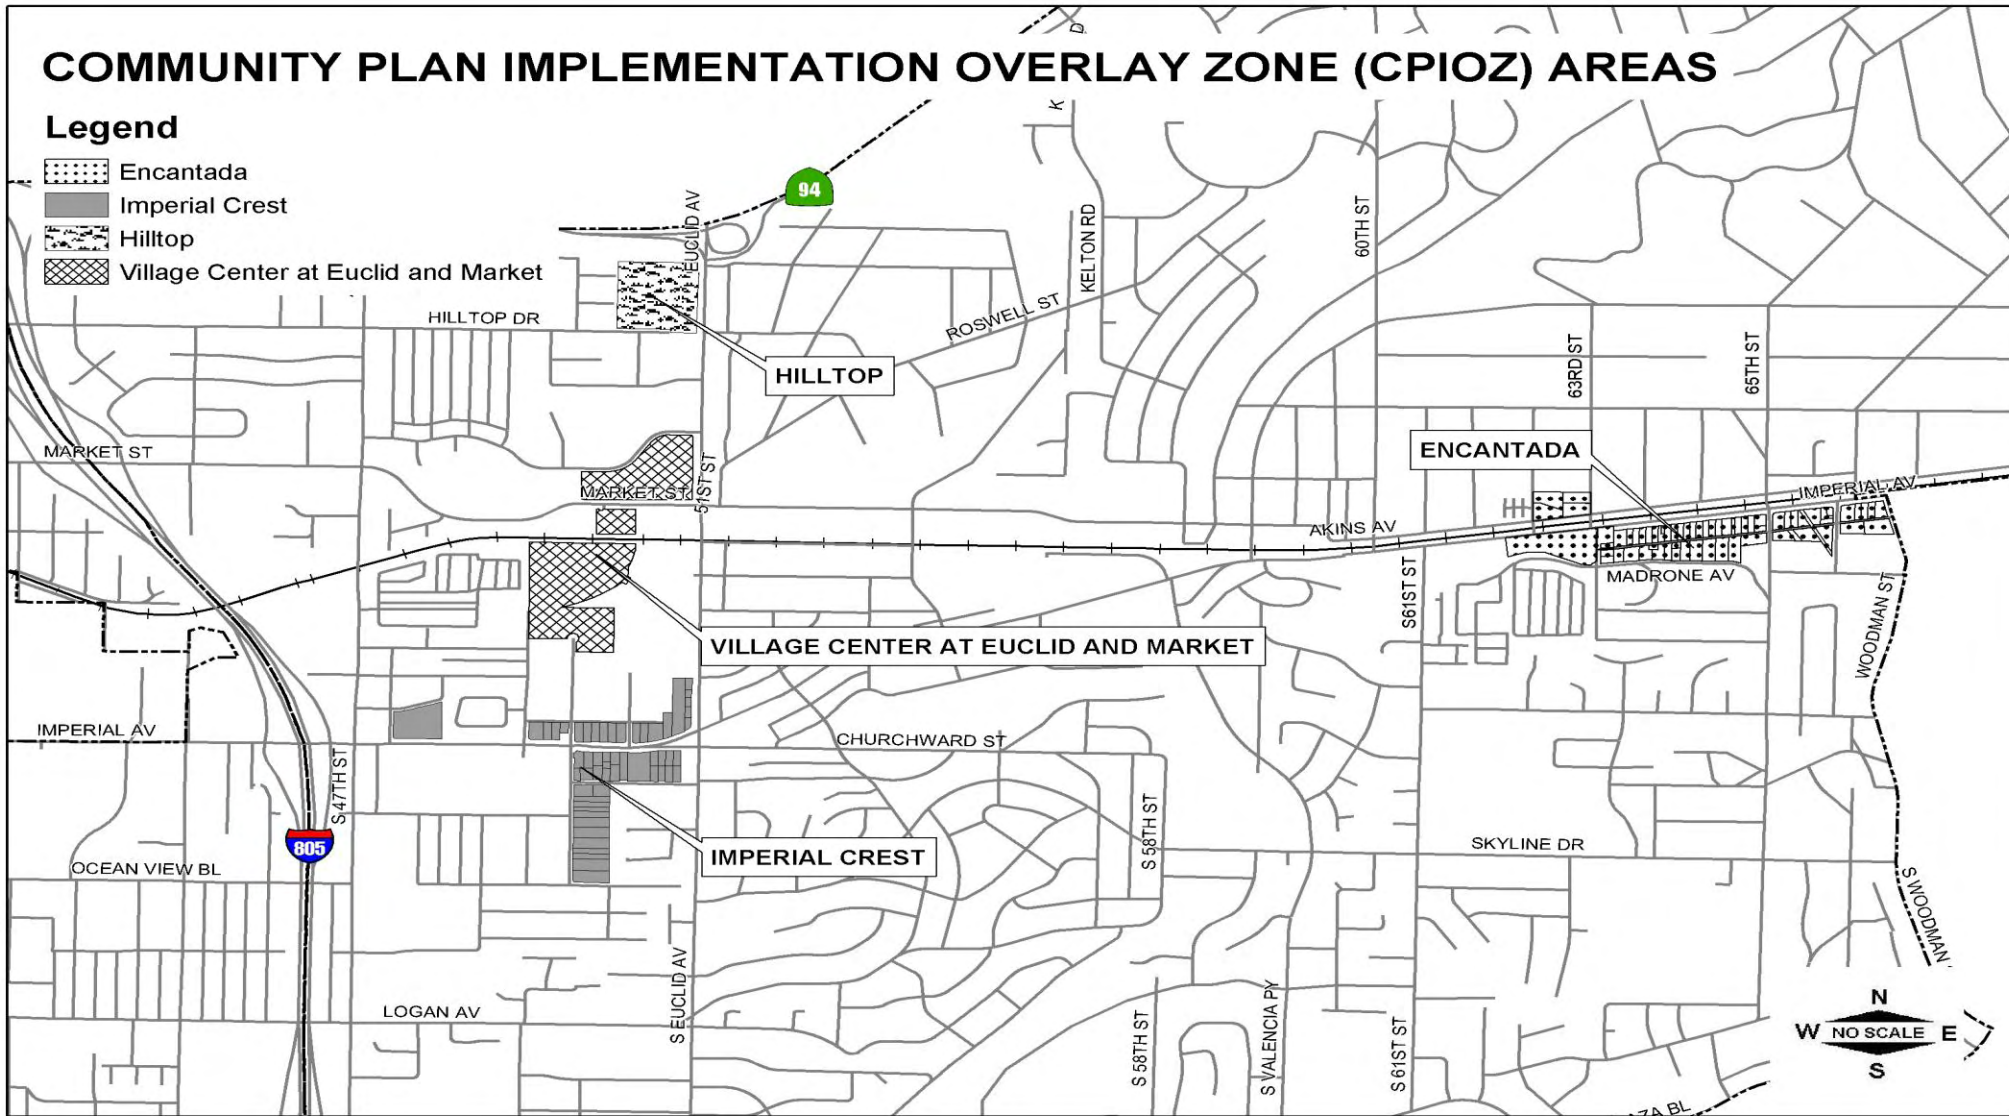 COMMUNITY PLAN IMPLEMENTATION OVERLAY ZONE (CPIOZ) AREAS
Legend
Encantada
Imperial Crest
Hilltop
Village Center at Euclid and Market
94
EUCLID AV
KELTON RD
60TH ST
ROSWELL ST
HILLTOP DR
HILLTOP
63RD ST
65TH ST
MARKET ST
ENCANTADA
51ST ST
MARKET ST
IMPERIAL AV
AKINS AV
MADRONE AV
S61ST ST
WOODMAN ST
VILLAGE CENTER AT EUCLID AND MARKET
IMPERIAL AV
CHURCHWARD ST
S 47TH ST
S 58TH ST
805
IMPERIAL CREST
SKYLINE DR
OCEAN VIEW BL
S WOODMAN
S EUCLID AV
LOGAN AV
S 58TH ST
S VALENCIA PY
S 61ST ST
N
W NO SCALE E
S